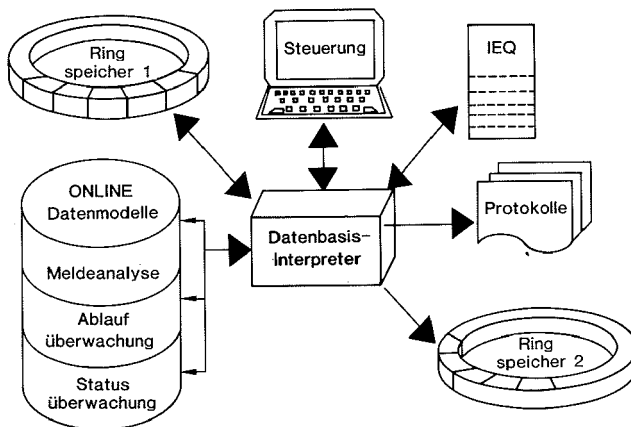 Ring
speicher 1
Steuerung
IEQ
ONLINE
Datenmodelle
Meldeanalyse
Ablauf
überwachung
Status
überwachung
Datenbasis-
Interpreter
Protokolle
Ring
speicher 2